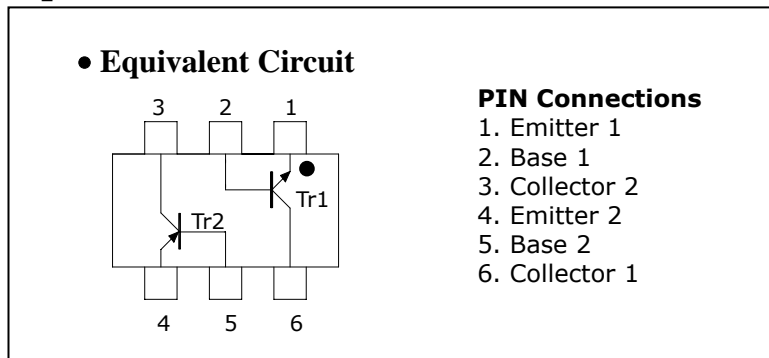 • Equivalent Circuit
3 2 1
Tr1
Tr2
4 5 6
PIN Connections
1. Emitter 1
2. Base 1
3. Collector 2
4. Emitter 2
5. Base 2
6. Collector 1